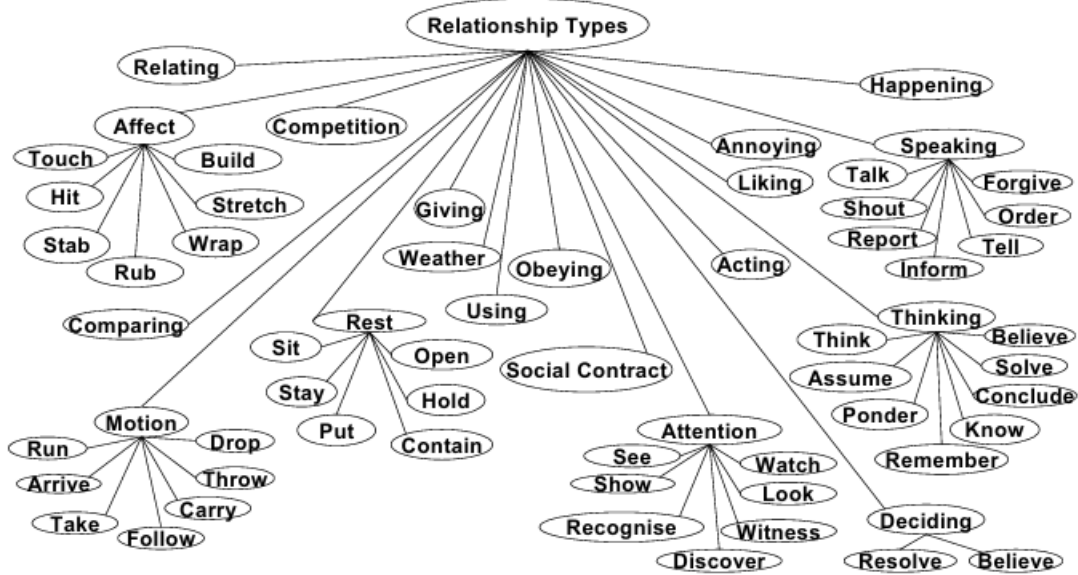 Relationship Types
Relating
Happening
Affect
Competition
Annoying
Speaking
Touch
Build
Talk
Forgive
Hit
Stretch
Giving
Liking
Shout
Order
Stab
Wrap
Weather
Obeying
Acting
Report
Tell
Rub
Inform
Comparing
Rest
Using
Thinking
Sit
Open
Think
Believe
Social Contract
Assume
Solve
Stay
Hold
Conclude
Put
Contain
Ponder
Know
Motion
Attention
Remember
Run
Drop
See
Watch
Arrive
Throw
Show
Look
Take
Carry
Recognise
Witness
Deciding
Follow
Discover
Resolve
Believe